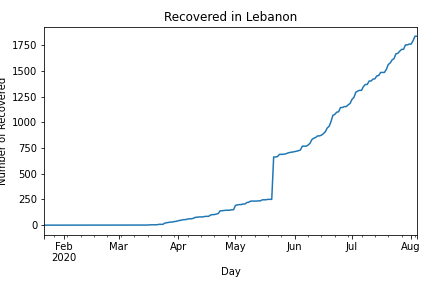 Recovered in Lebanon
Number of Recovered
1750
1500
1250
1000
750
500
250
0
Feb
2020
Mar
Apr
May
Jun
Jul
Aug
Day